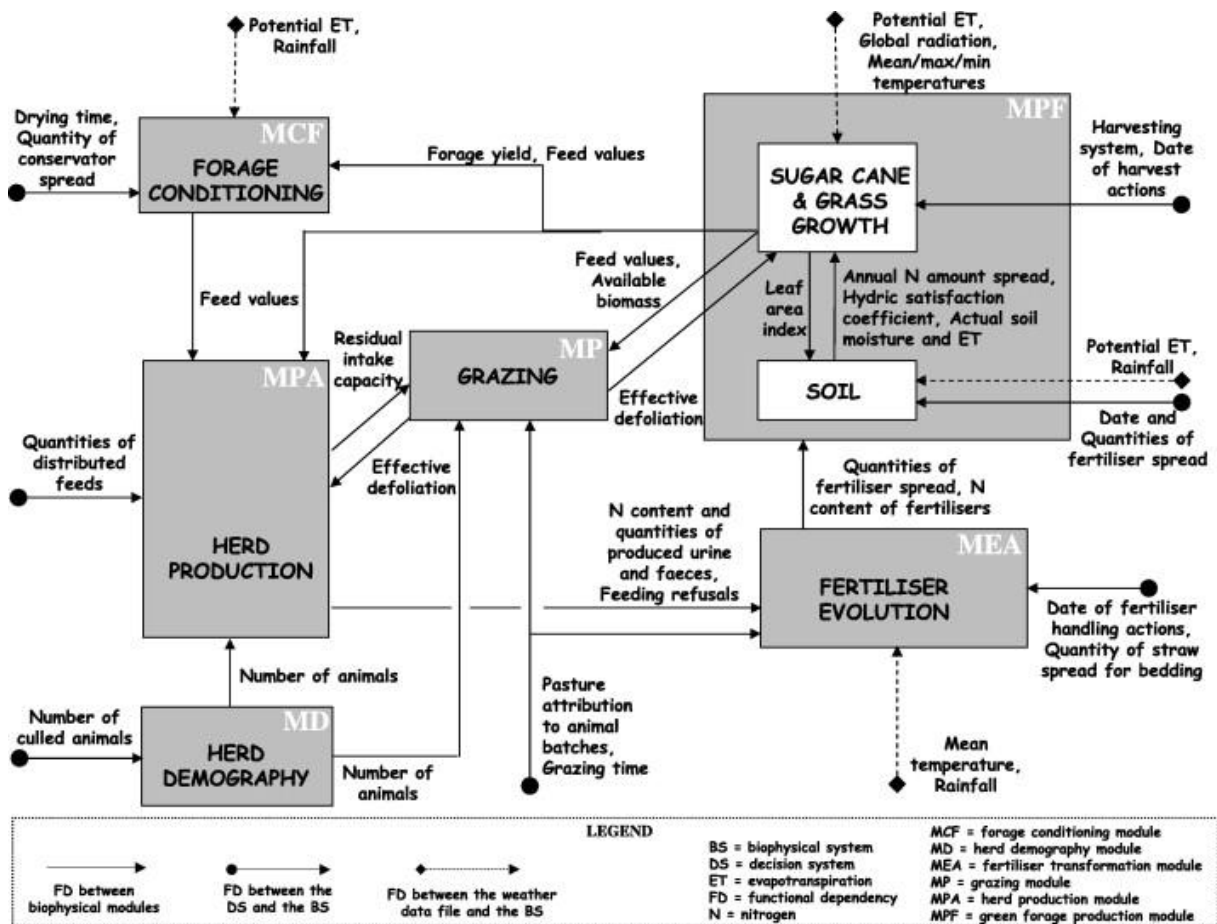 Potential ET,
Rainfall
Potential ET,
Global radiation,
Mean/max/min
temperatures
Drying time,
Quantity of
conservator
spread
MCF
FORAGE
CONDITIONING
Forage yield, Feed values
MPF
SUGAR CANE
& GRASS
GROWTH
Harvesting
system, Date
of harvest
actions
Feed values
Feed values,
Available
biomass
Leaf
area
index
Annual N amount spread,
Hydric satisfaction
coefficient, Actual soil
moisture and ET
Residual
intake
capacity
MP
GRAZING
MPA
HERD
PRODUCTION
Effective
defoliation
SOIL
Potential ET,
Rainfall
Date and
Quantities of
fertiliser spread
Quantities of
distributed
feeds
Effective
defoliation
Quantities of
fertiliser spread, N
content of fertilisers
N content and
quantities of
produced urine
and faeces,
Feeding refusals
MEA
FERTILISER
EVOLUTION
Date of fertiliser
handling actions,
Quantity of straw
spread for bedding
Number of animals
Number of
culled animals
MD
HERD
DEMOGRAPHY
Number of
animals
Pasture
attribution
to animal
batches,
Grazing time
Mean
temperature,
Rainfall
LEGEND
FD between
biophysical modules
FD between the
DS and the BS
FD between the weather
data file and the BS
BS = biophysical system
DS = decision system
ET = evapotranspiration
FD = functional dependency
N = nitrogen
MCF = forage conditioning module
MD = herd demography module
MEA = fertiliser transformation module
MP = grazing module
MPA = herd production module
MPF = green forage production module